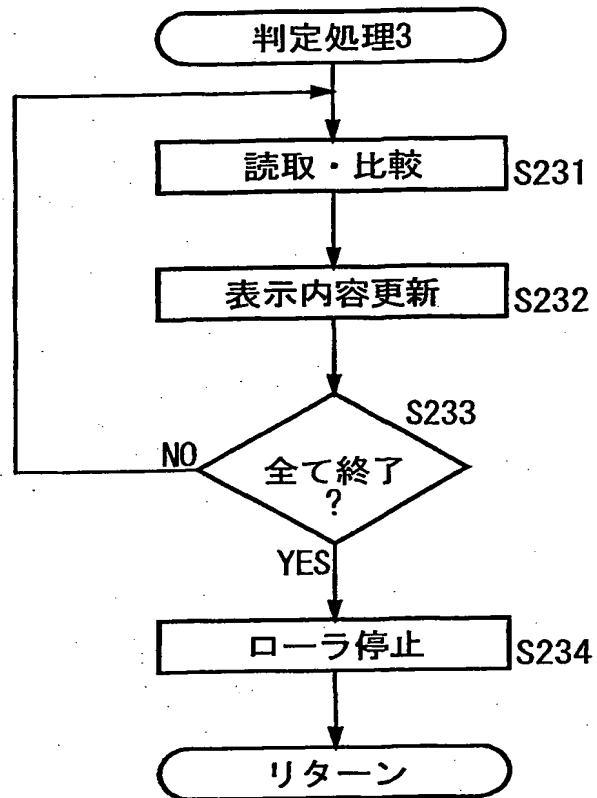 判定処理3
読取・比較
S231
表示内容更新
S232
S233
NO
全て終了
?
YES
ローラ停止
S234
リターン